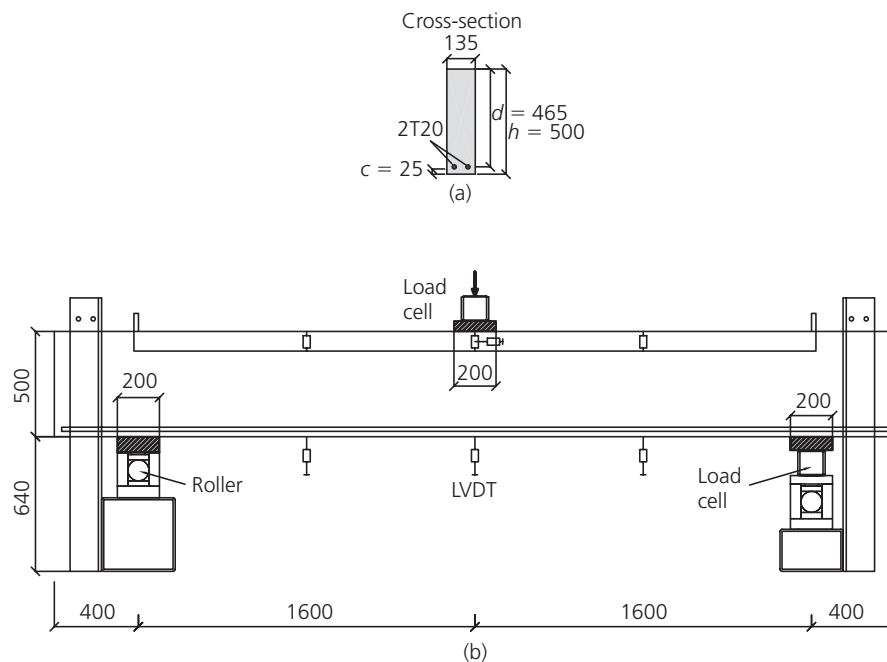 Cross-section
135
d = 465
h = 500
2T20
c = 25
(a)
Load
cell
500
200
200
200
640
Roller
LVDT
Load
cell
400
1600
1600
400
(b)